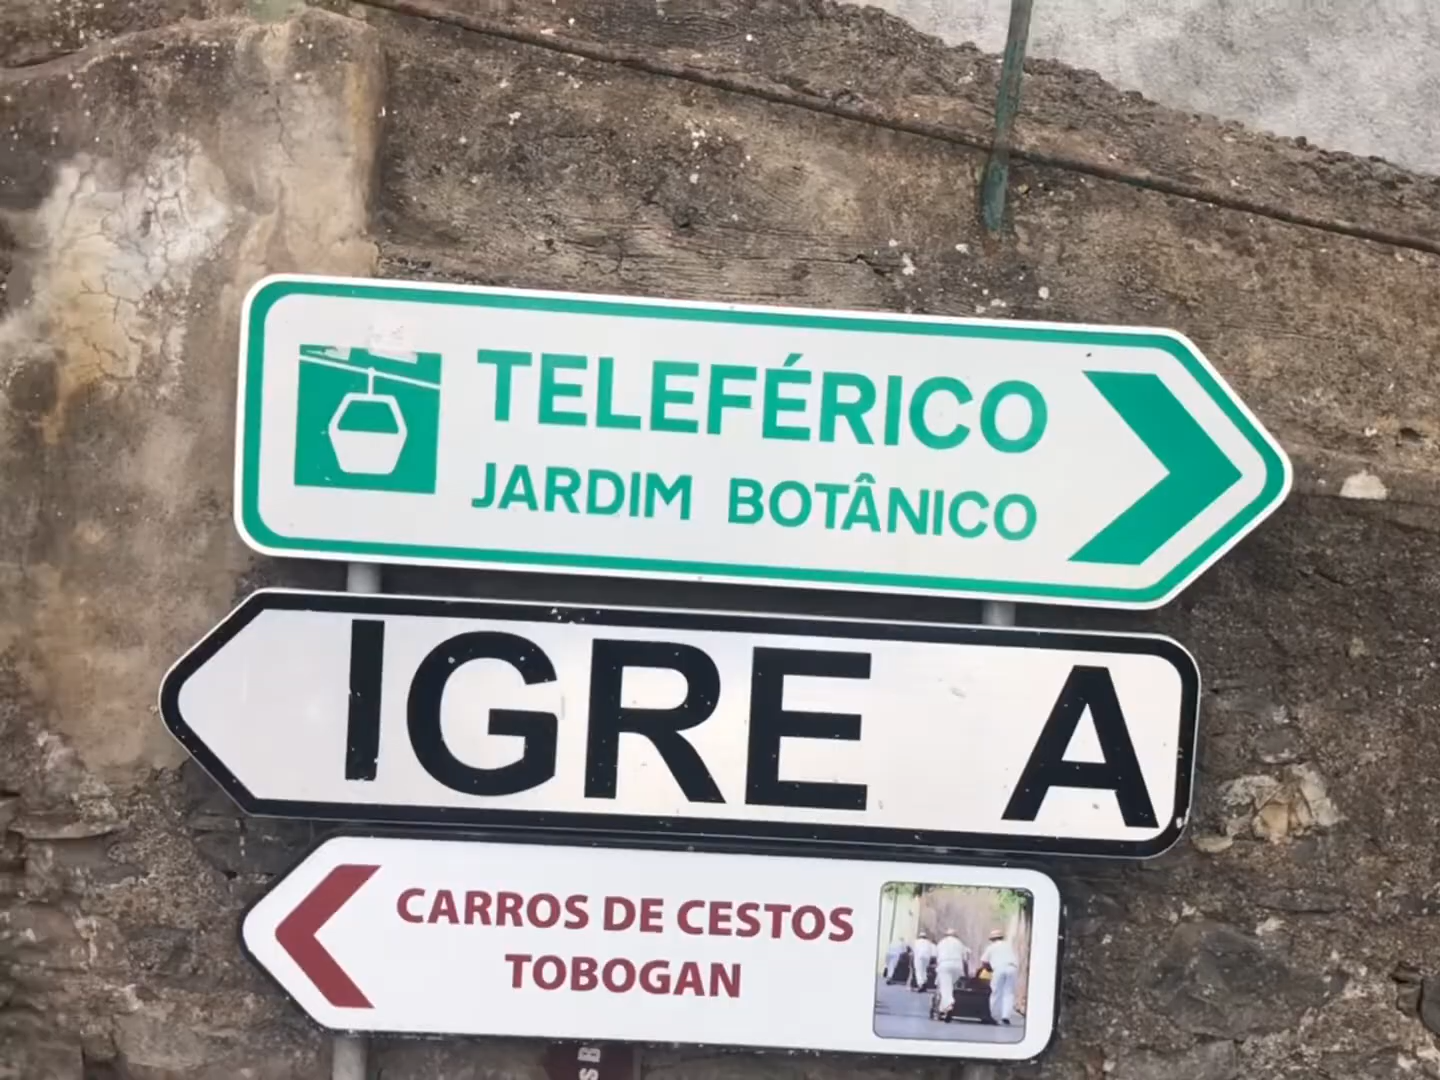 TELEFÉRICO
JARDIM BOTÂNICO
IGRE A
CARROS DE CESTOS
TOBOGAN